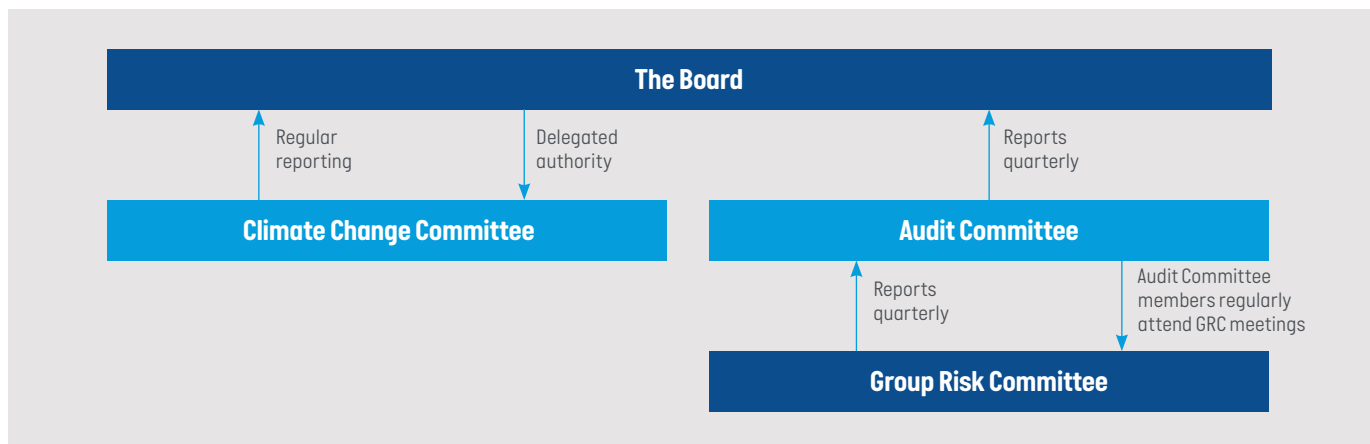 The Board
Regular
reporting
Delegated
authority
Reports
quarterly
Climate Change Committee
Audit Committee
Reports
quarterly
Audit Committee
members regularly
attend GRC meetings
Group Risk Committee